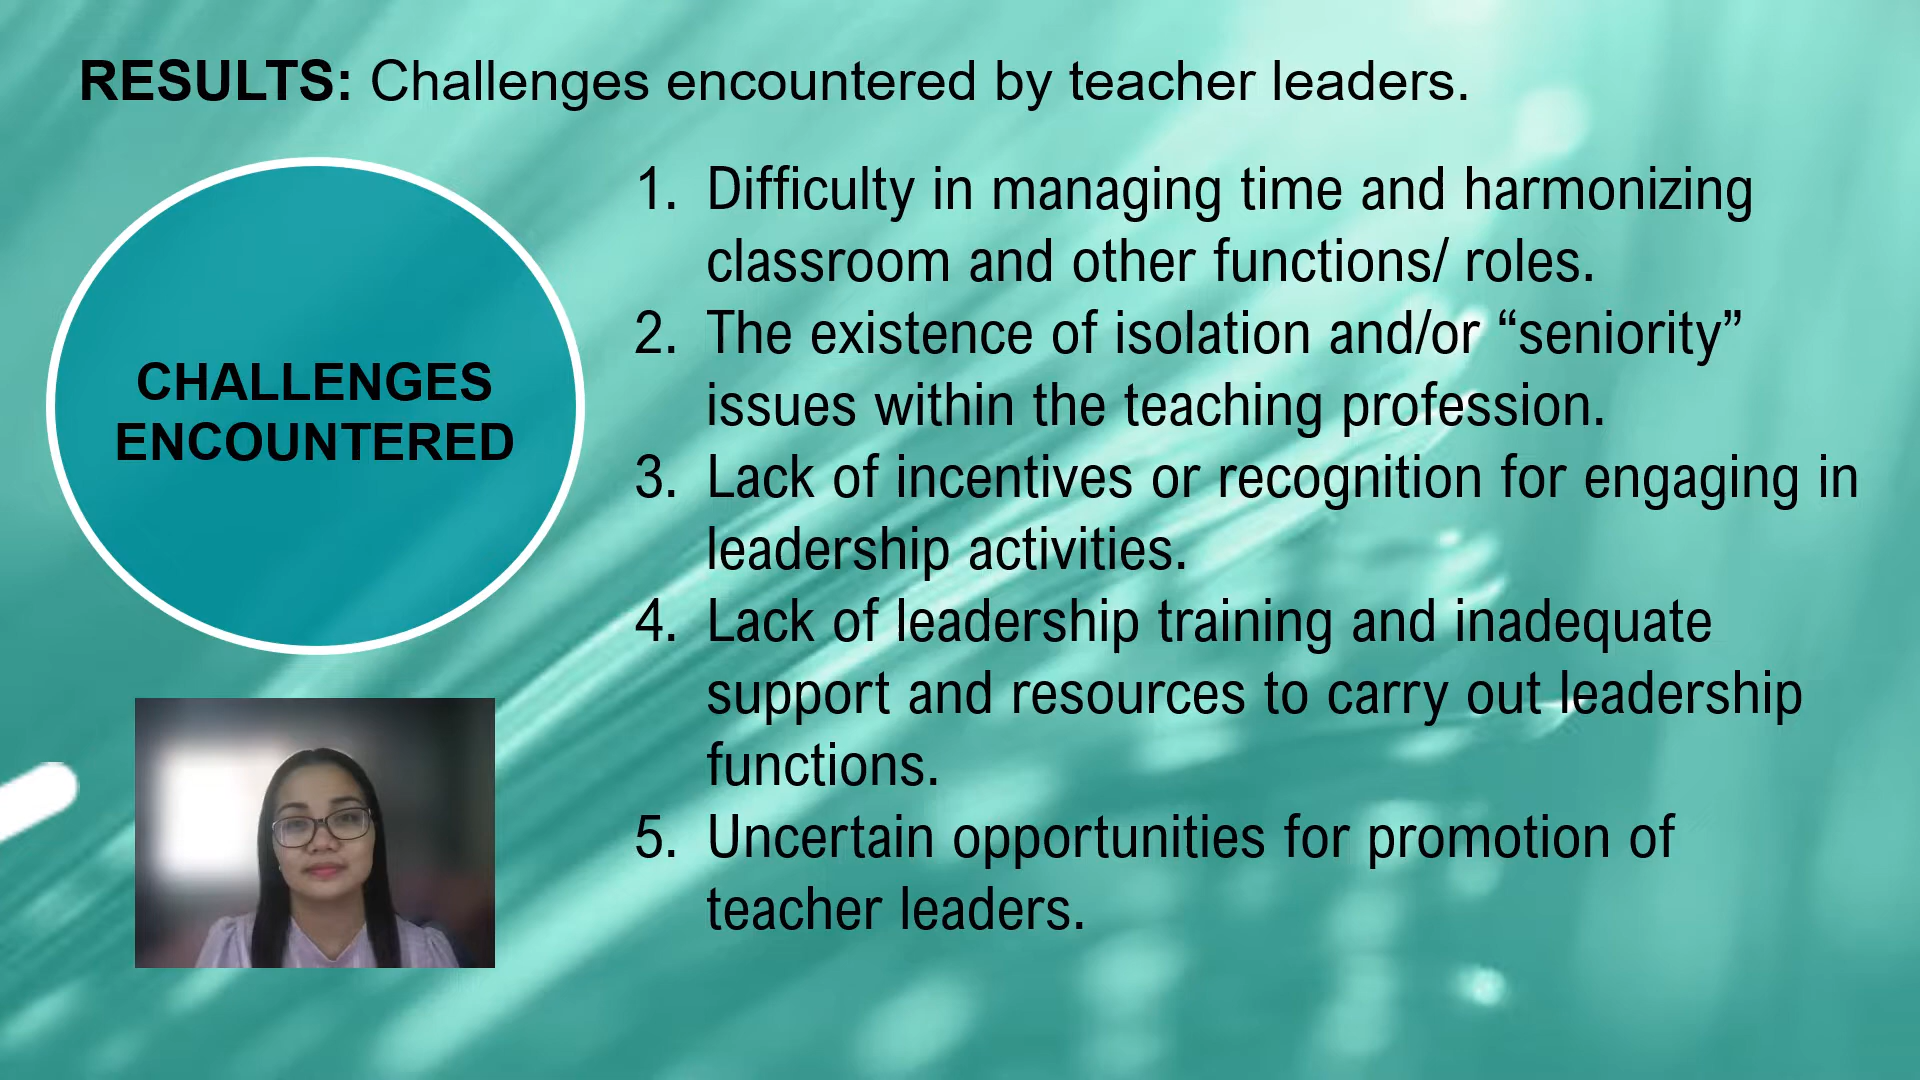 RESULTS: Challenges encountered by teacher leaders.
CHALLENGES
ENCOUNTERED
1. Difficulty in managing time and harmonizing
classroom and other functions/ roles.
2. The existence of isolation and/or “seniority”
issues within the teaching profession.
3. Lack of incentives or recognition for engaging in
leadership activities.
4. Lack of leadership training and inadequate
support and resources to carry out leadership
functions.
5. Uncertain opportunities for promotion of
teacher leaders.